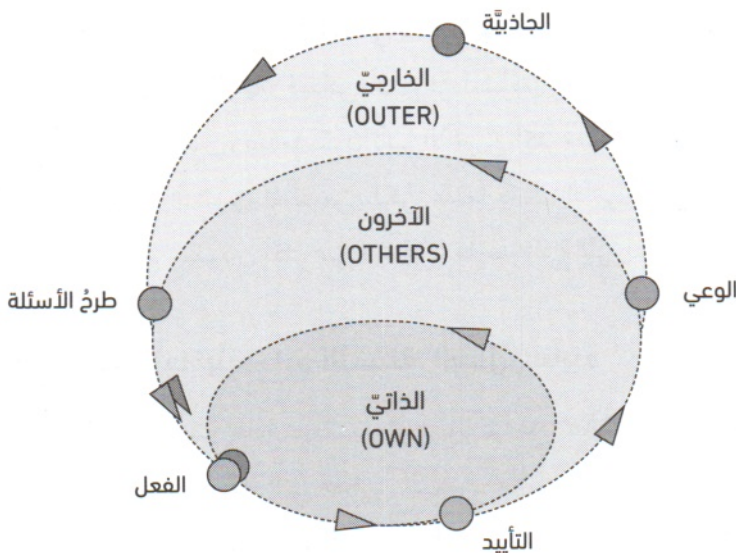 الجاذبيَّة
الخارجيّ
(OUTER)
الآخرون
(OTHERS)
الوعي
طرحُ الأسئلة
الذاتيّ
(OWN)
الفعل
التأييد